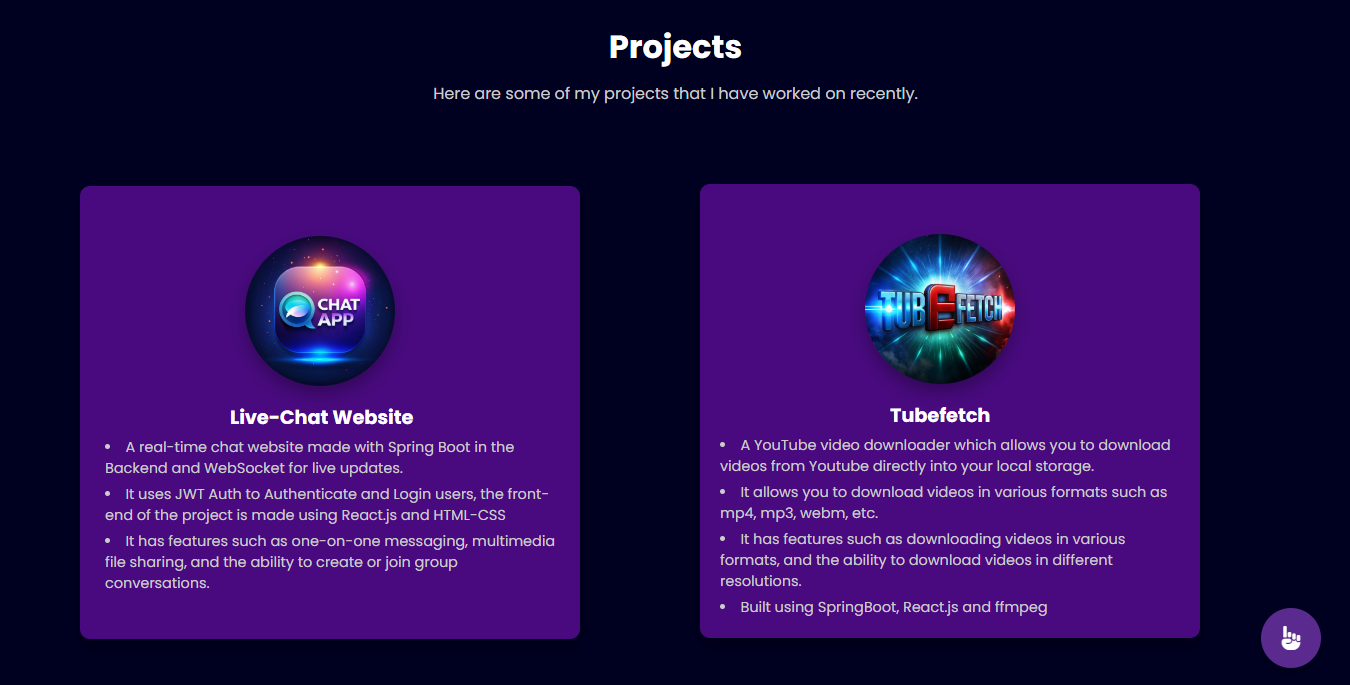 Projects
Here are some of my projects that I have worked on recently.
CHAT
APP
Live-Chat Website
• A real-time chat website made with Spring Boot in the
Backend and WebSocket for live updates.
• It uses JWT Auth to Authenticate and Login users, the front-
end of the project is made using React.js and HTML-CSS
• It has features such as one-on-one messaging, multimedia
file sharing, and the ability to create or join group
conversations.
TUBEFETCH
Tubefetch
• A YouTube video downloader which allows you to download
videos from Youtube directly into your local storage.
• It allows you to download videos in various formats such as
mp4, mp3, webm, etc.
• It has features such as downloading videos in various
formats, and the ability to download videos in different
resolutions.
• Built using SpringBoot, React.js and ffmpeg